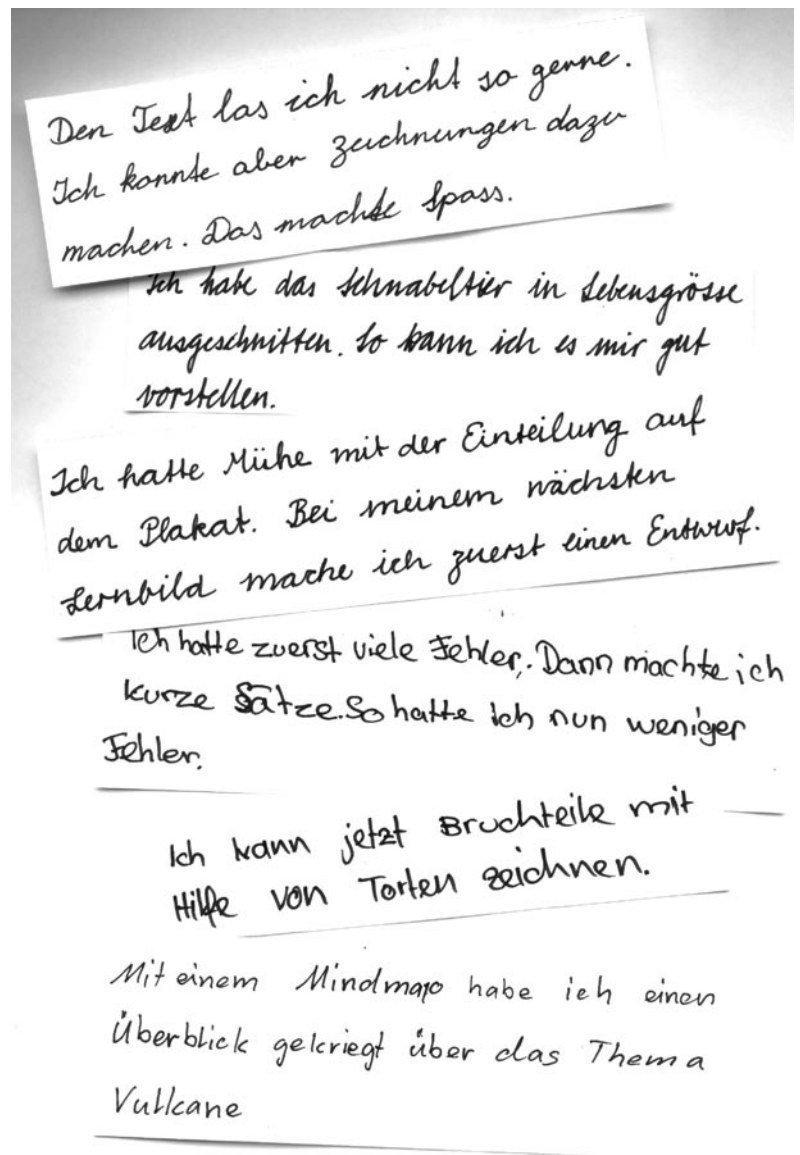 Den Text las ich nicht so gerne.
Ich konnte aber Zeichnungen dazu
machen. Das machte Spass.
Ich habe das Schnabeltier in Lebensgrösse
ausgeschnitten. So kann ich es mir gut
vorstellen.
Ich hatte Mühe mit der Einteilung auf
dem Plakat. Bei meinem nächsten
Lernbild mache ich zuerst einen Entwurf.
Ich hatte zuerst viele Fehler. Dann machte ich
kurze Sätze. So hatte ich nun weniger
Fehler.
Ich kann jetzt Bruchteile mit
Hilfe von Torten zeichnen.
Mit einem Mindmap habe ich einen
Überblick gekriegt über das Thema
Vulkane